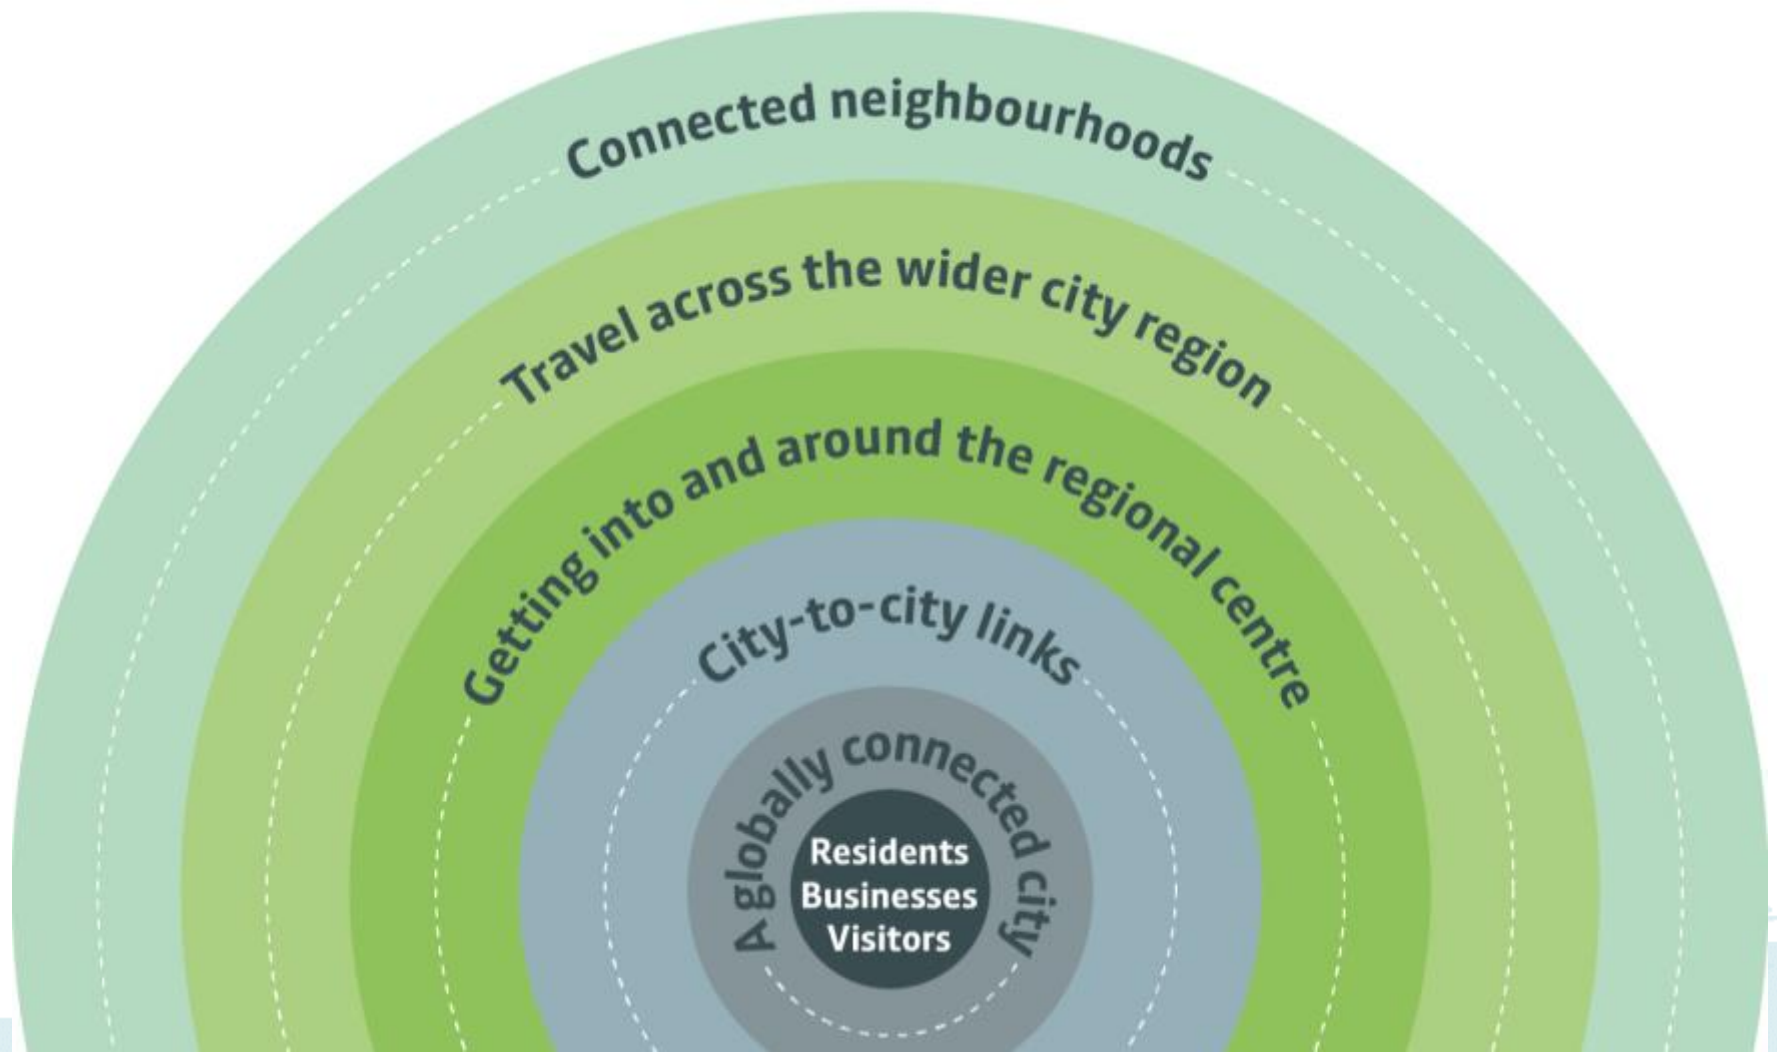 Connected neighbourhoods
Travel across the wider city region
Getting into and around the regional centre
City-to-city links
A globally connected city
Residents
Businesses
Visitors